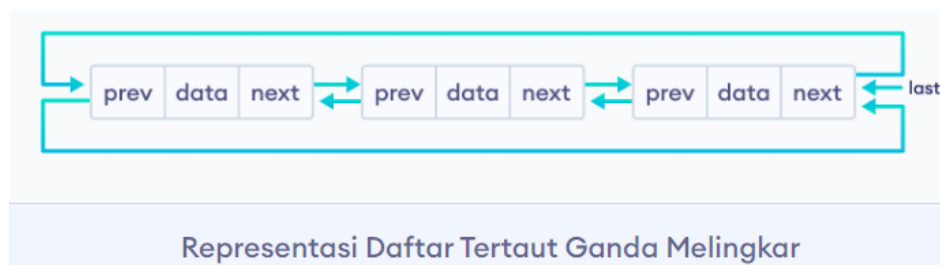 prev data next prev data next prev data next last
Representasi Daftar Tertaut Ganda Melingkar